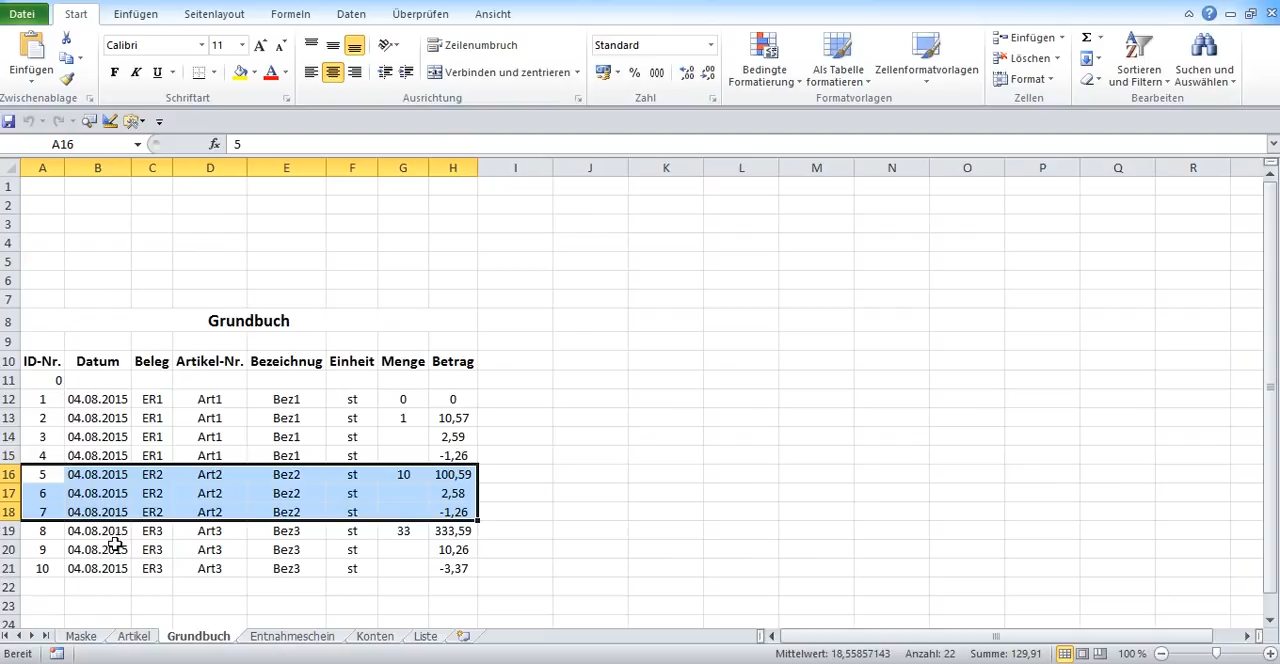 Datei Start Einfügen Seitenlayout Formeln Daten Überprüfen Ansicht
Calibri 11 A A Zeilenumbruch Standard Einfügen Σ
Einfügen F K U A Verbinden und zentrieren % 000 Bedingte Formatierung Als Tabelle formatieren Zellenformatvorlagen Löschen Format Sortieren und Filtern Suchen und Auswählen
Zwischenablage Schriftart Ausrichtung Zahl Formatvorlagen Zellen Bearbeiten
A16 fx 5
A B C D E F G H I J K L M N O P Q R
1
2
3
4
5
6
7
8 Grundbuch
9
10 ID-Nr. Datum Beleg Artikel-Nr. Bezeichnug Einheit Menge Betrag
11 0
12 1 04.08.2015 ER1 Art1 Bez1 st 0 0
13 2 04.08.2015 ER1 Art1 Bez1 st 1 10,57
14 3 04.08.2015 ER1 Art1 Bez1 st 2,59
15 4 04.08.2015 ER1 Art1 Bez1 st -1,26
16 5 04.08.2015 ER2 Art2 Bez2 st 10 100,59
17 6 04.08.2015 ER2 Art2 Bez2 st 2,58
18 7 04.08.2015 ER2 Art2 Bez2 st -1,26
19 8 04.08.2015 ER3 Art3 Bez3 st 33 333,59
20 9 04.08.2015 ER3 Art3 Bez3 st 10,26
21 10 04.08.2015 ER3 Art3 Bez3 st -3,37
22
23
24
Maske Artikel Grundbuch Entnahmeschein Konten Liste
Bereit Mittelwert: 18,55857143 Anzahl: 22 Summe: 129,91 100 %